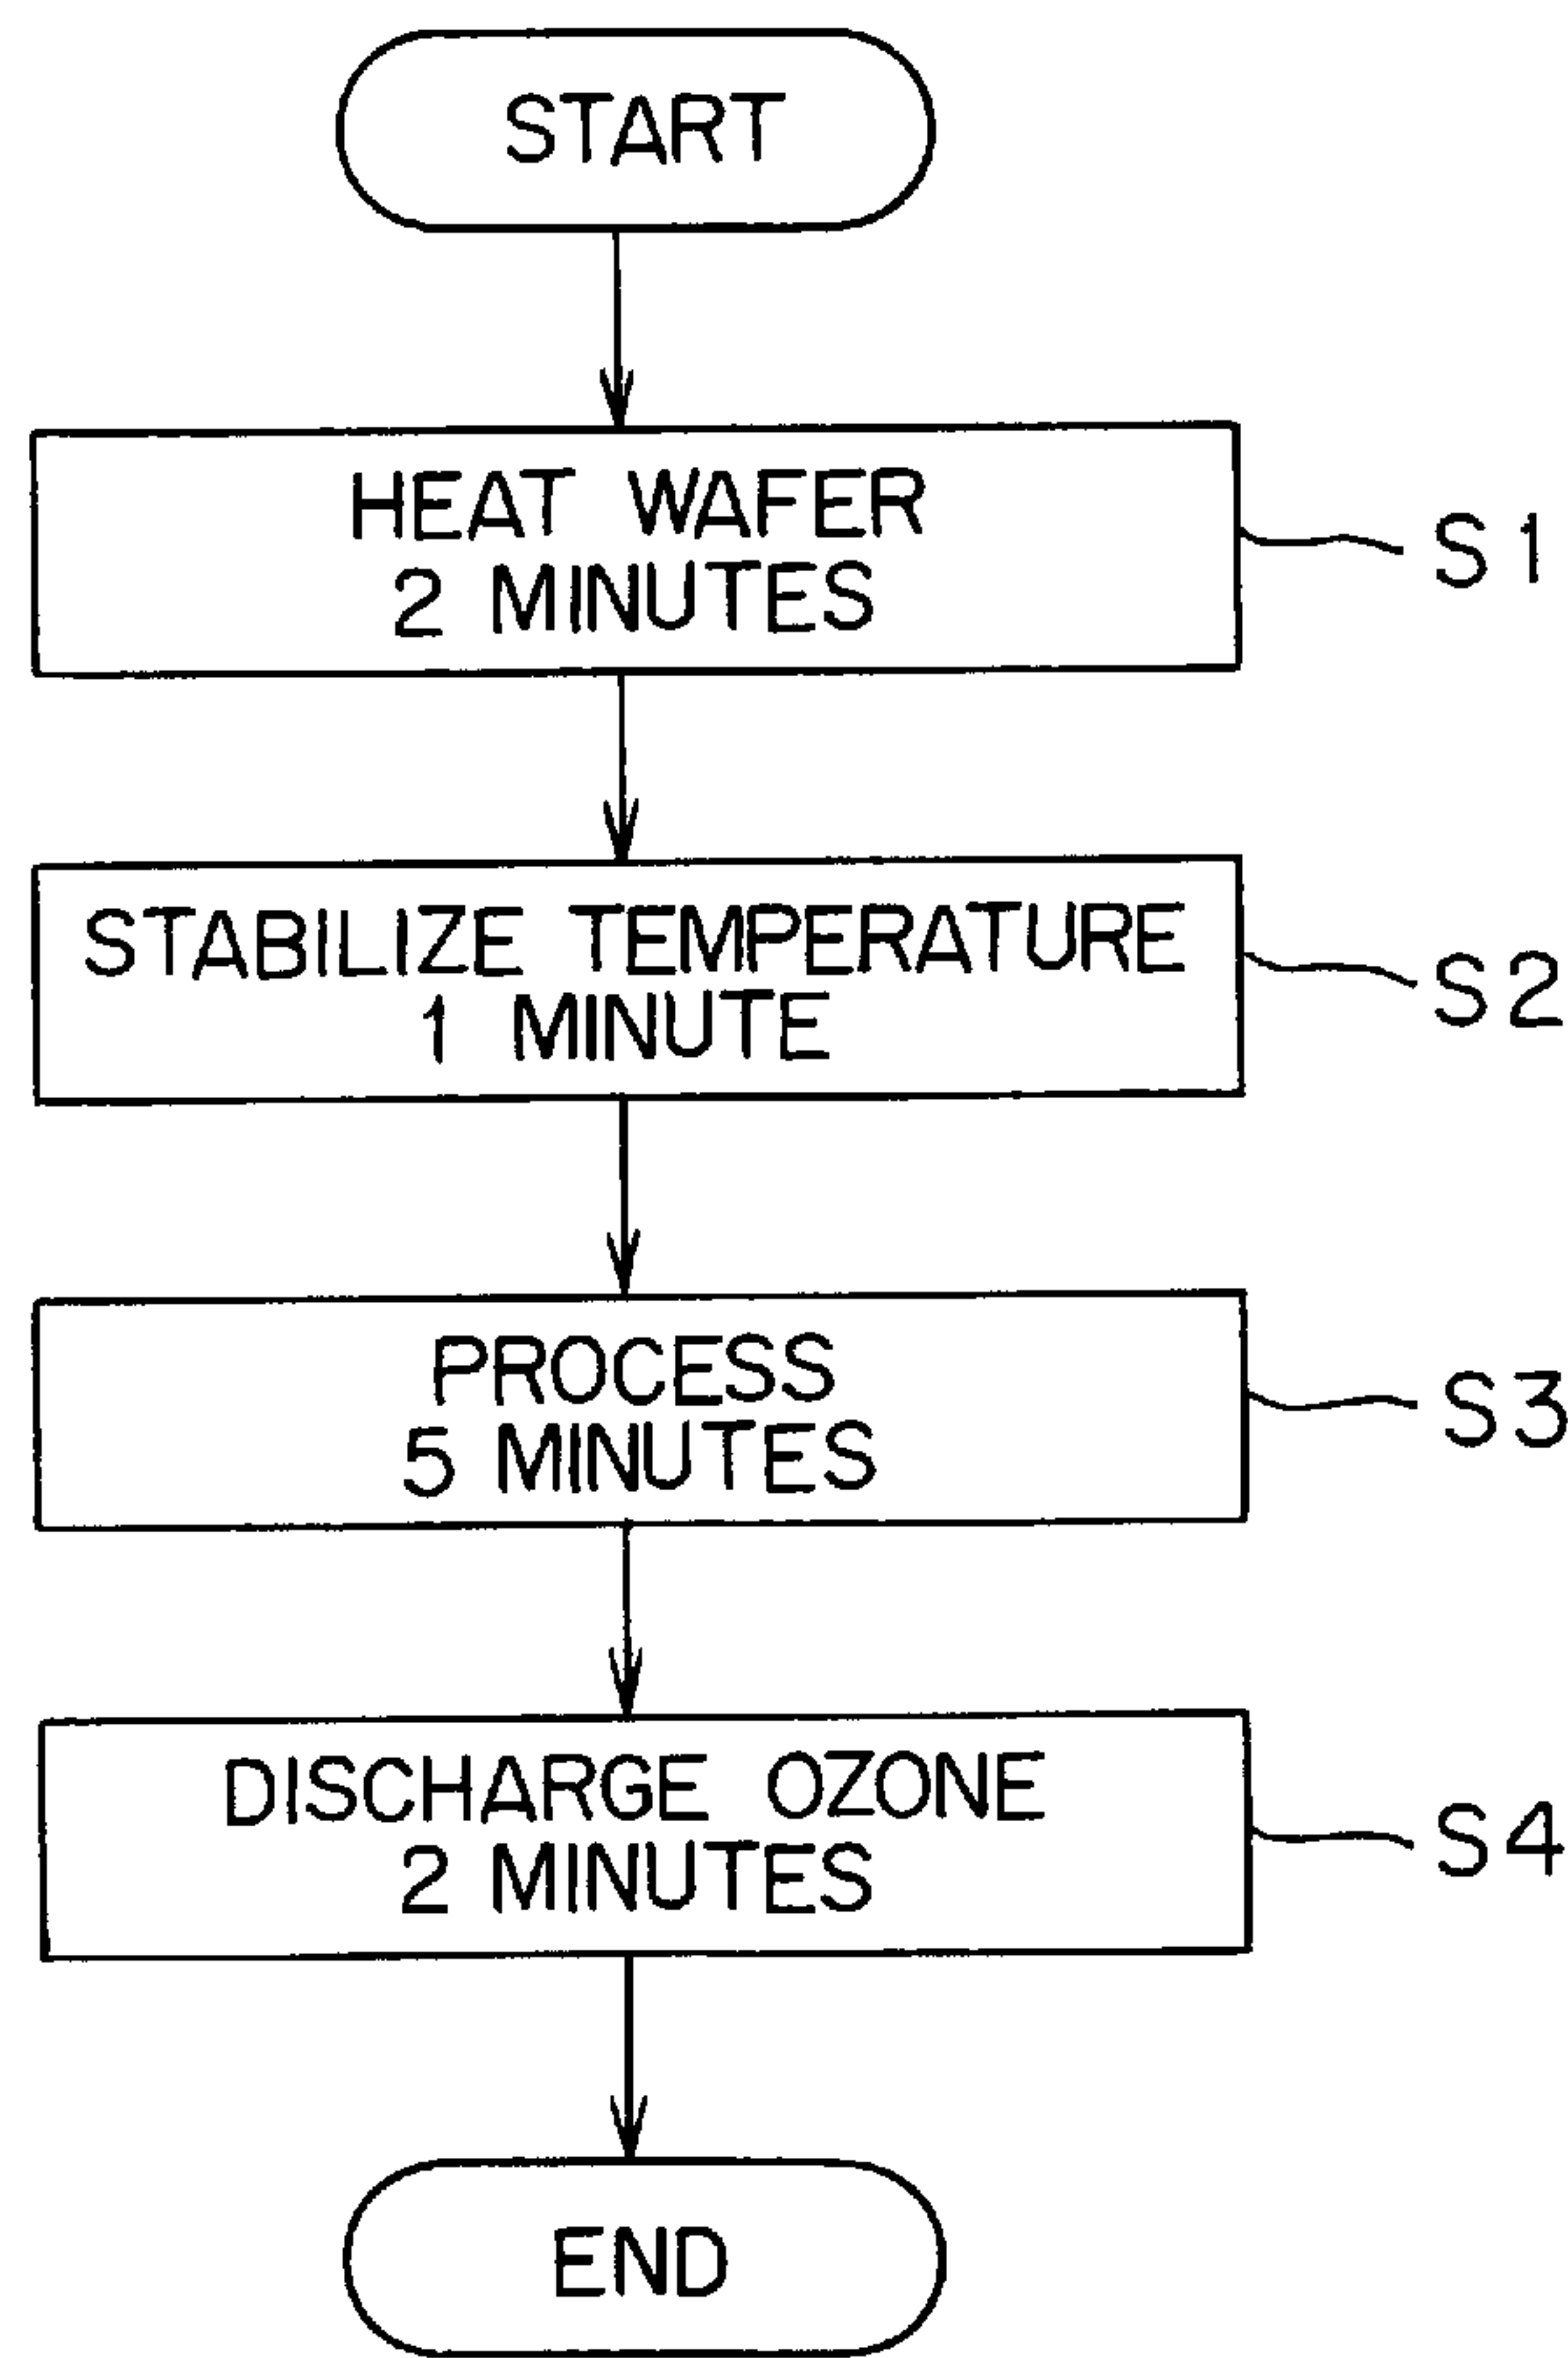 START
HEAT WAFER
2 MINUTES
S1
STABILIZE TEMPERATURE
1 MINUTE
S2
PROCESS
5 MINUTES
S3
DISCHARGE OZONE
2 MINUTES
S4
END